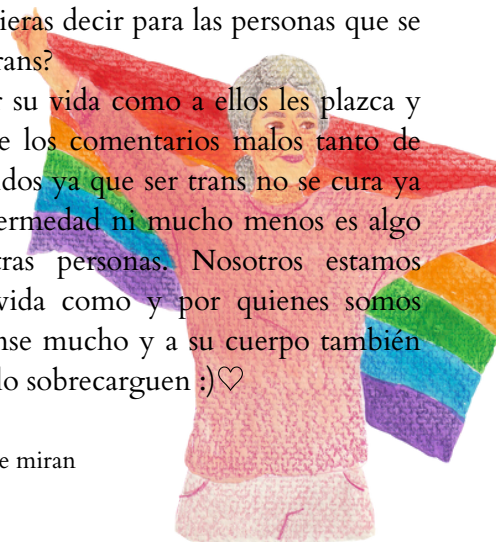 ieras decir para las personas que se
rans?
r su vida como a ellos les plazca y
e los comentarios malos tanto de
dos ya que ser trans no se cura ya
ermedad ni mucho menos es algo
tras personas. Nosotros estamos
vida como y por quienes somos
nse mucho y a su cuerpo también
lo sobrecarguen :)♡
e miran